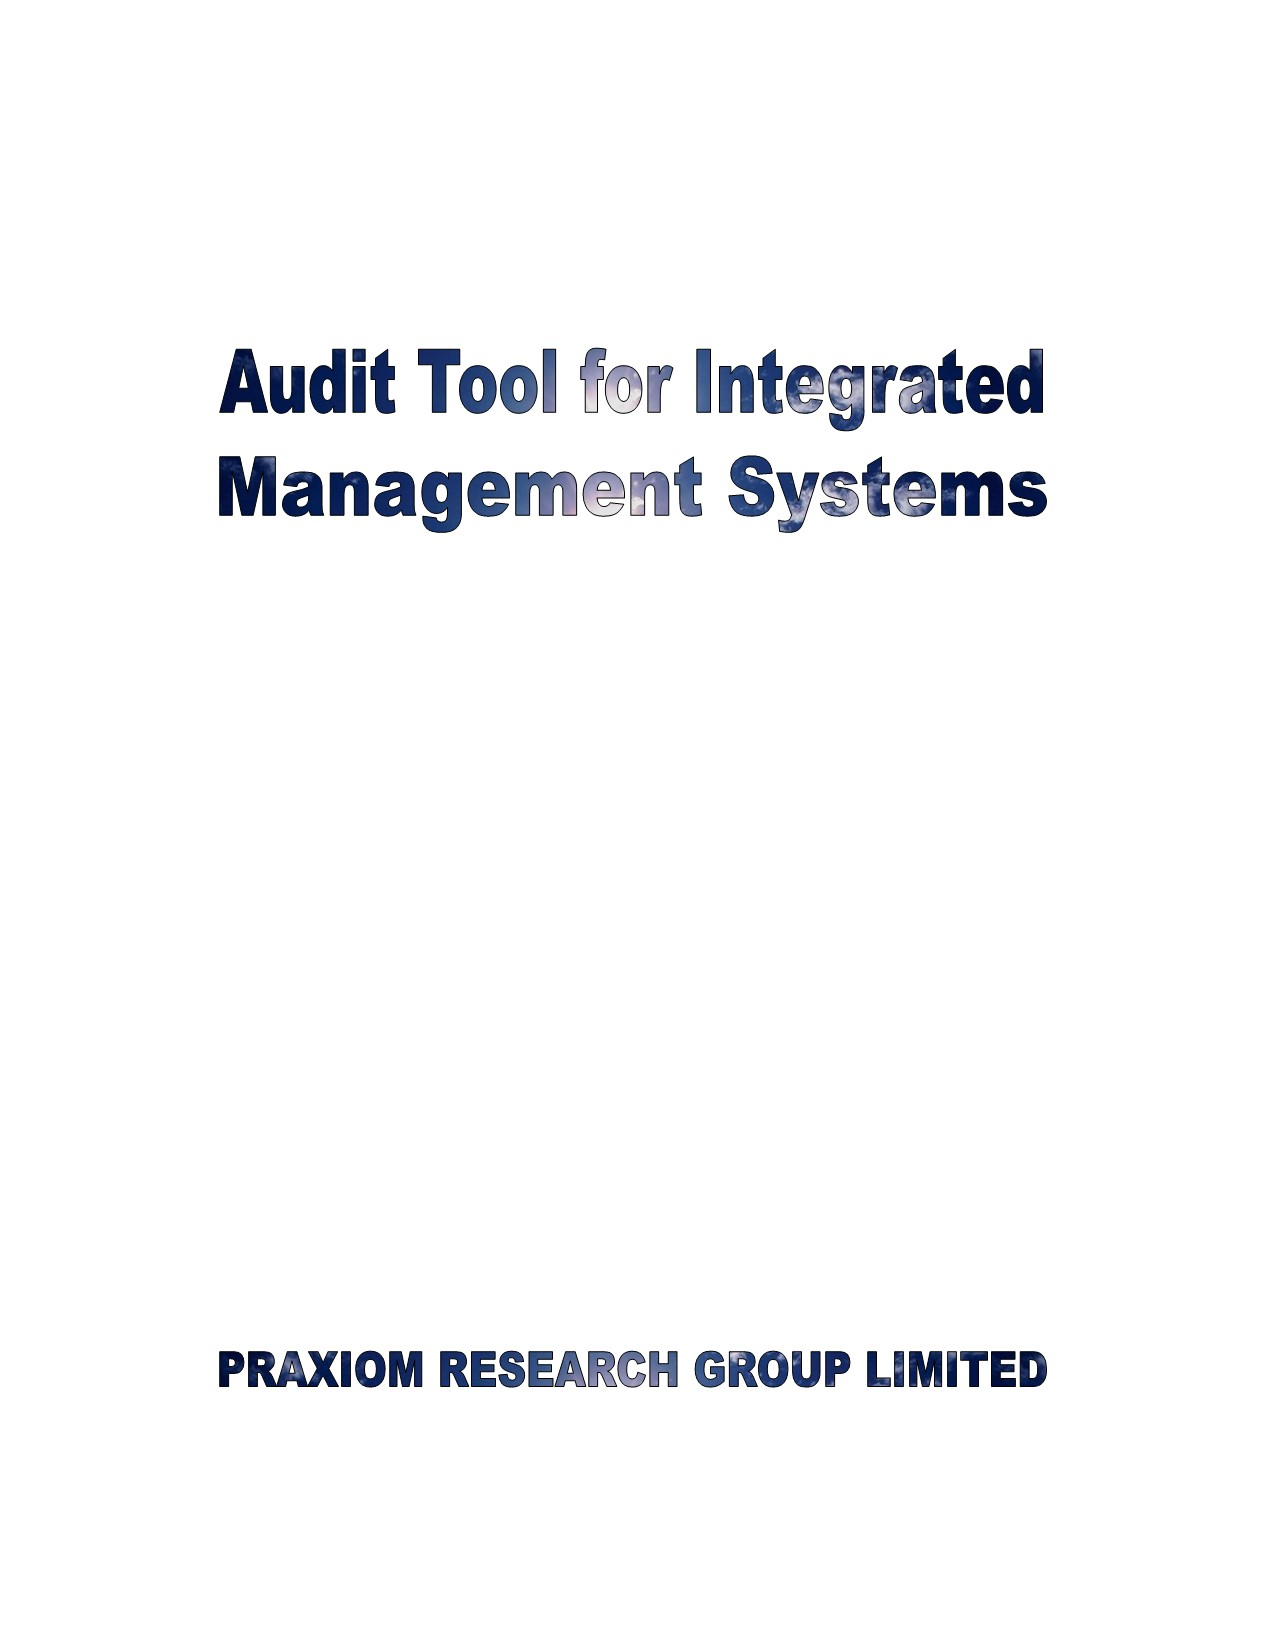 Audit Tool for Integrated
Management Systems
PRAXIOM RESEARCH GROUP LIMITED